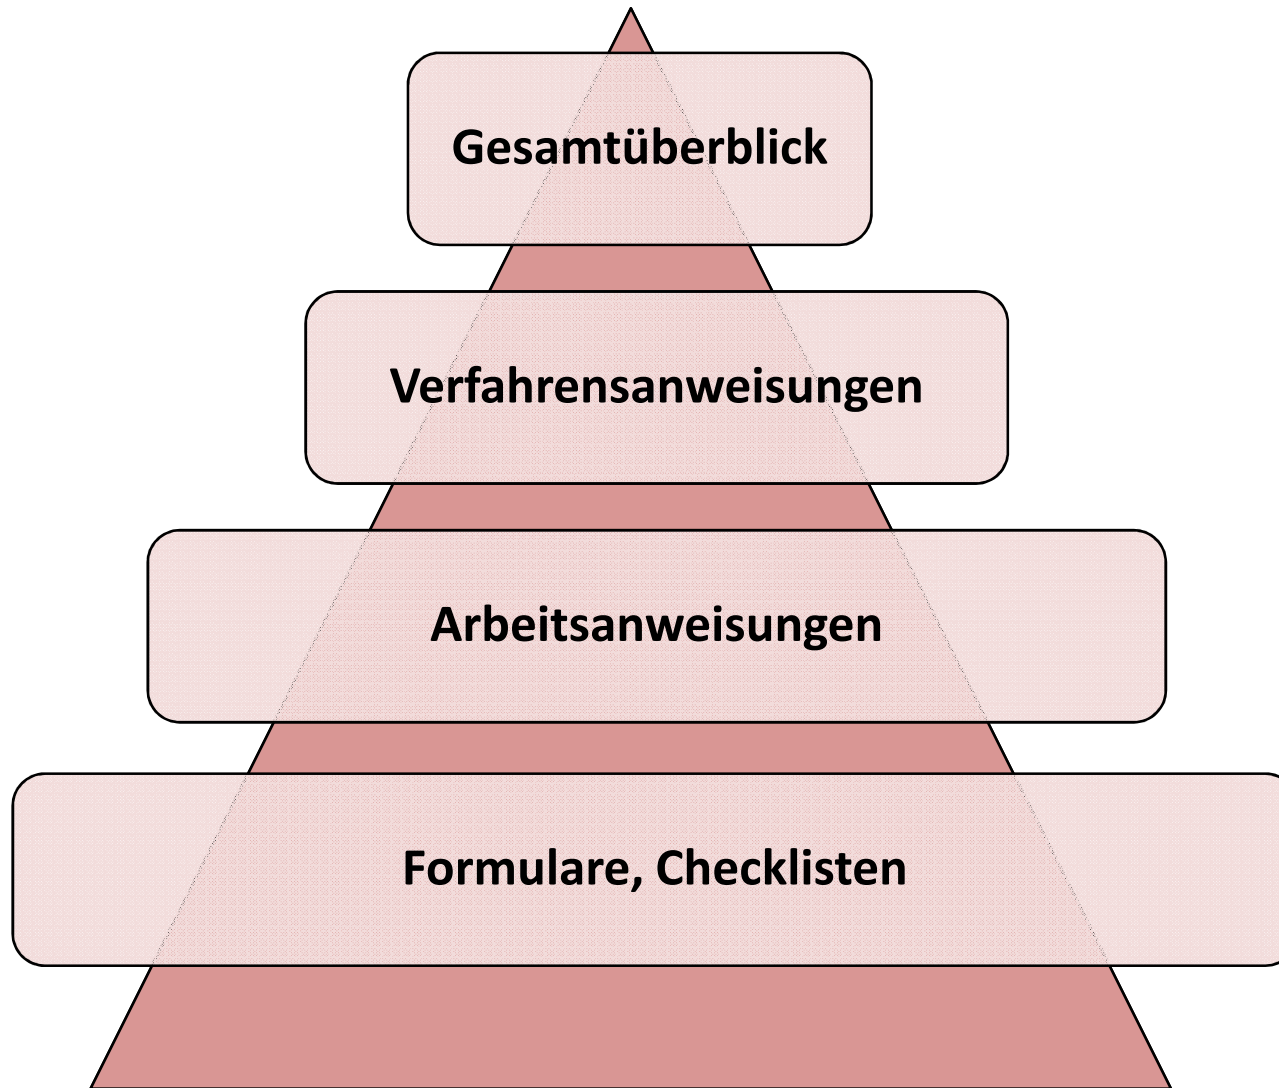 Gesamtüberblick
Verfahrensanweisungen
Arbeitsanweisungen
Formulare, Checklisten